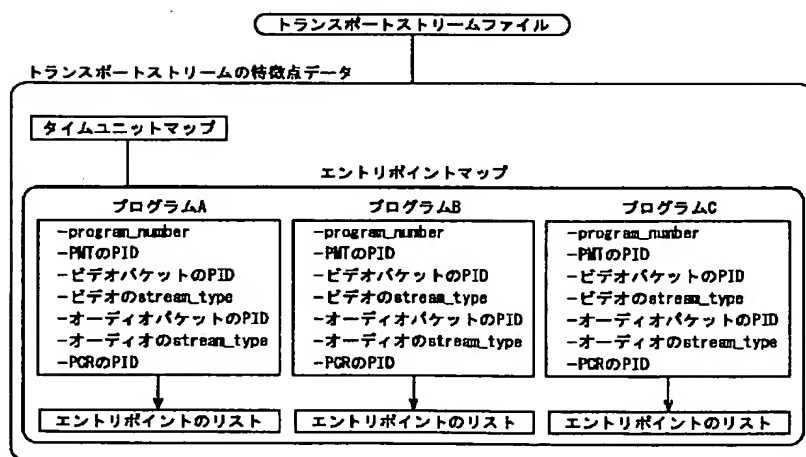 トランスポートストリームファイル
トランスポートストリームの特徴点データ
タイムユニットマップ
エントリポイントマップ
プログラムA
-program_number
-PMTのPID
-ビデオパケットのPID
-ビデオのstream_type
-オーディオパケットのPID
-オーディオのstream_type
-PCRのPID
エントリポイントのリスト
プログラムB
-program_number
-PMTのPID
-ビデオパケットのPID
-ビデオのstream_type
-オーディオパケットのPID
-オーディオのstream_type
-PCRのPID
エントリポイントのリスト
プログラムC
-program_number
-PMTのPID
-ビデオパケットのPID
-ビデオのstream_type
-オーディオパケットのPID
-オーディオのstream_type
-PCRのPID
エントリポイントのリスト